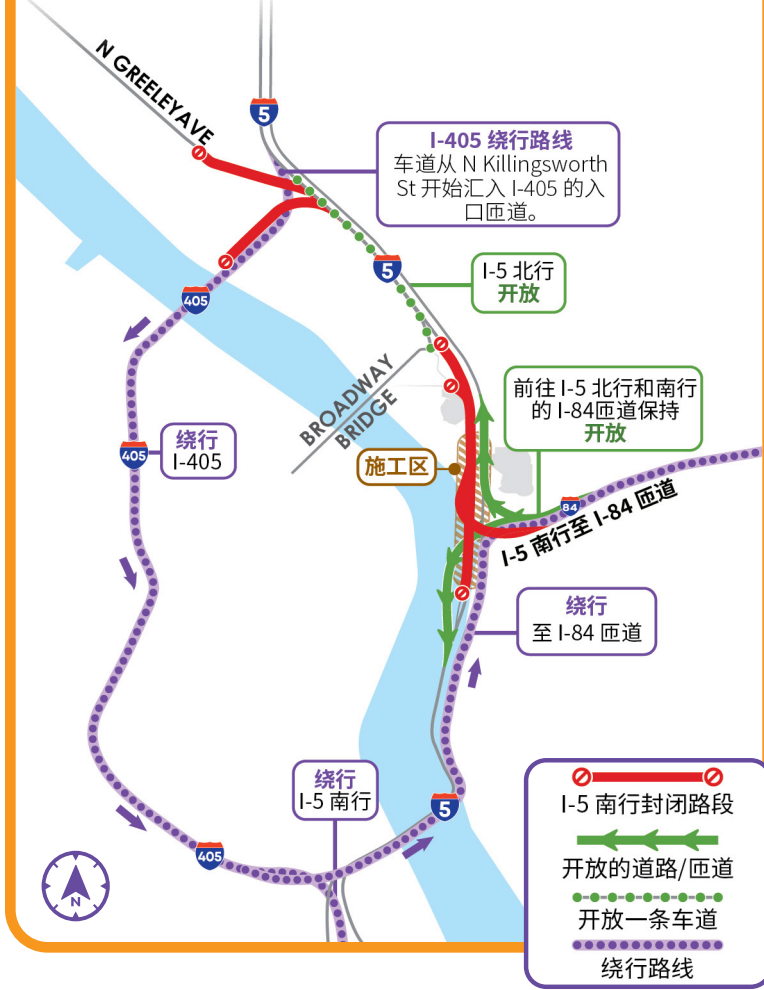 N GREELEY AVE
5
I-405 绕行路线
车道从 N Killingsworth
St 开始汇入 I-405 的入
口匝道。
5
I-5 北行
开放
405
BROADWAY
BRIDGE
前往 I-5 北行和南行
的 I-84匝道保持
开放
绕行
I-405
405
施工区
84
I-5 南行至 I-84 匝道
绕行
至 I-84 匝道
绕行
I-5 南行
5
405
N
I-5 南行封闭路段
开放的道路/匝道
开放一条车道
绕行路线